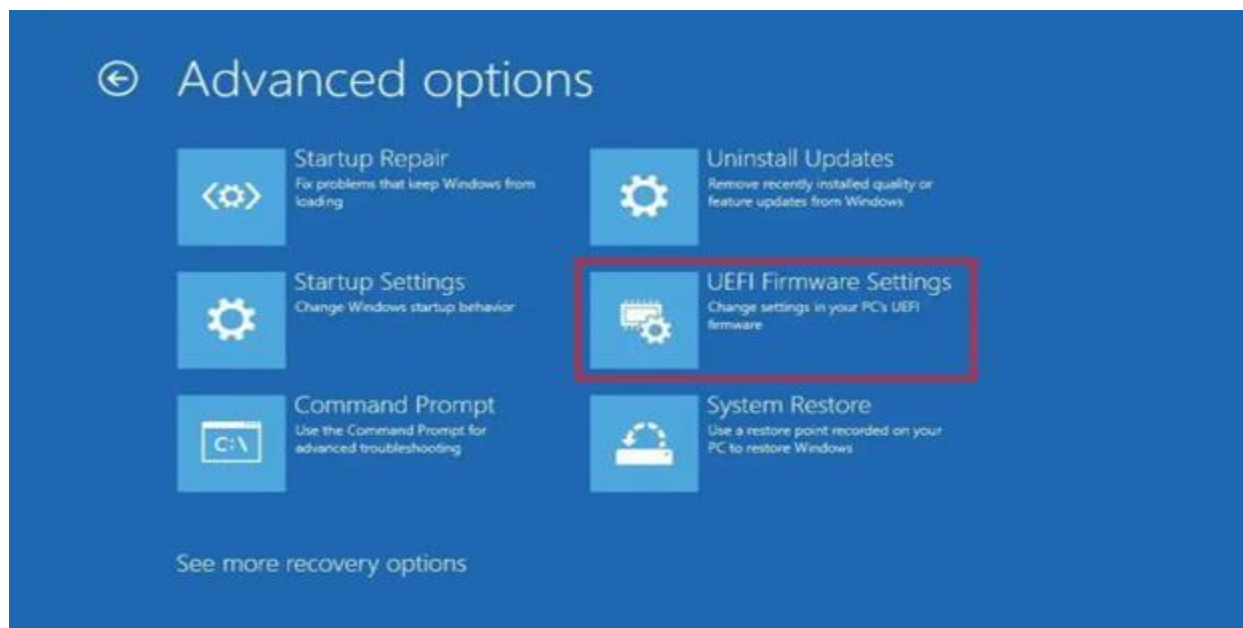 Advanced options
Startup Repair
Fix problems that keep Windows from
loading
Uninstall Updates
Remove recently installed quality or
feature updates from Windows
Startup Settings
Change Windows startup behavior
UEFI Firmware Settings
Change settings in your PC's UEFI
firmware
Command Prompt
Use the Command Prompt for
advanced troubleshooting
C:\
System Restore
Use a restore point recorded on your
PC to restore Windows
See more recovery options